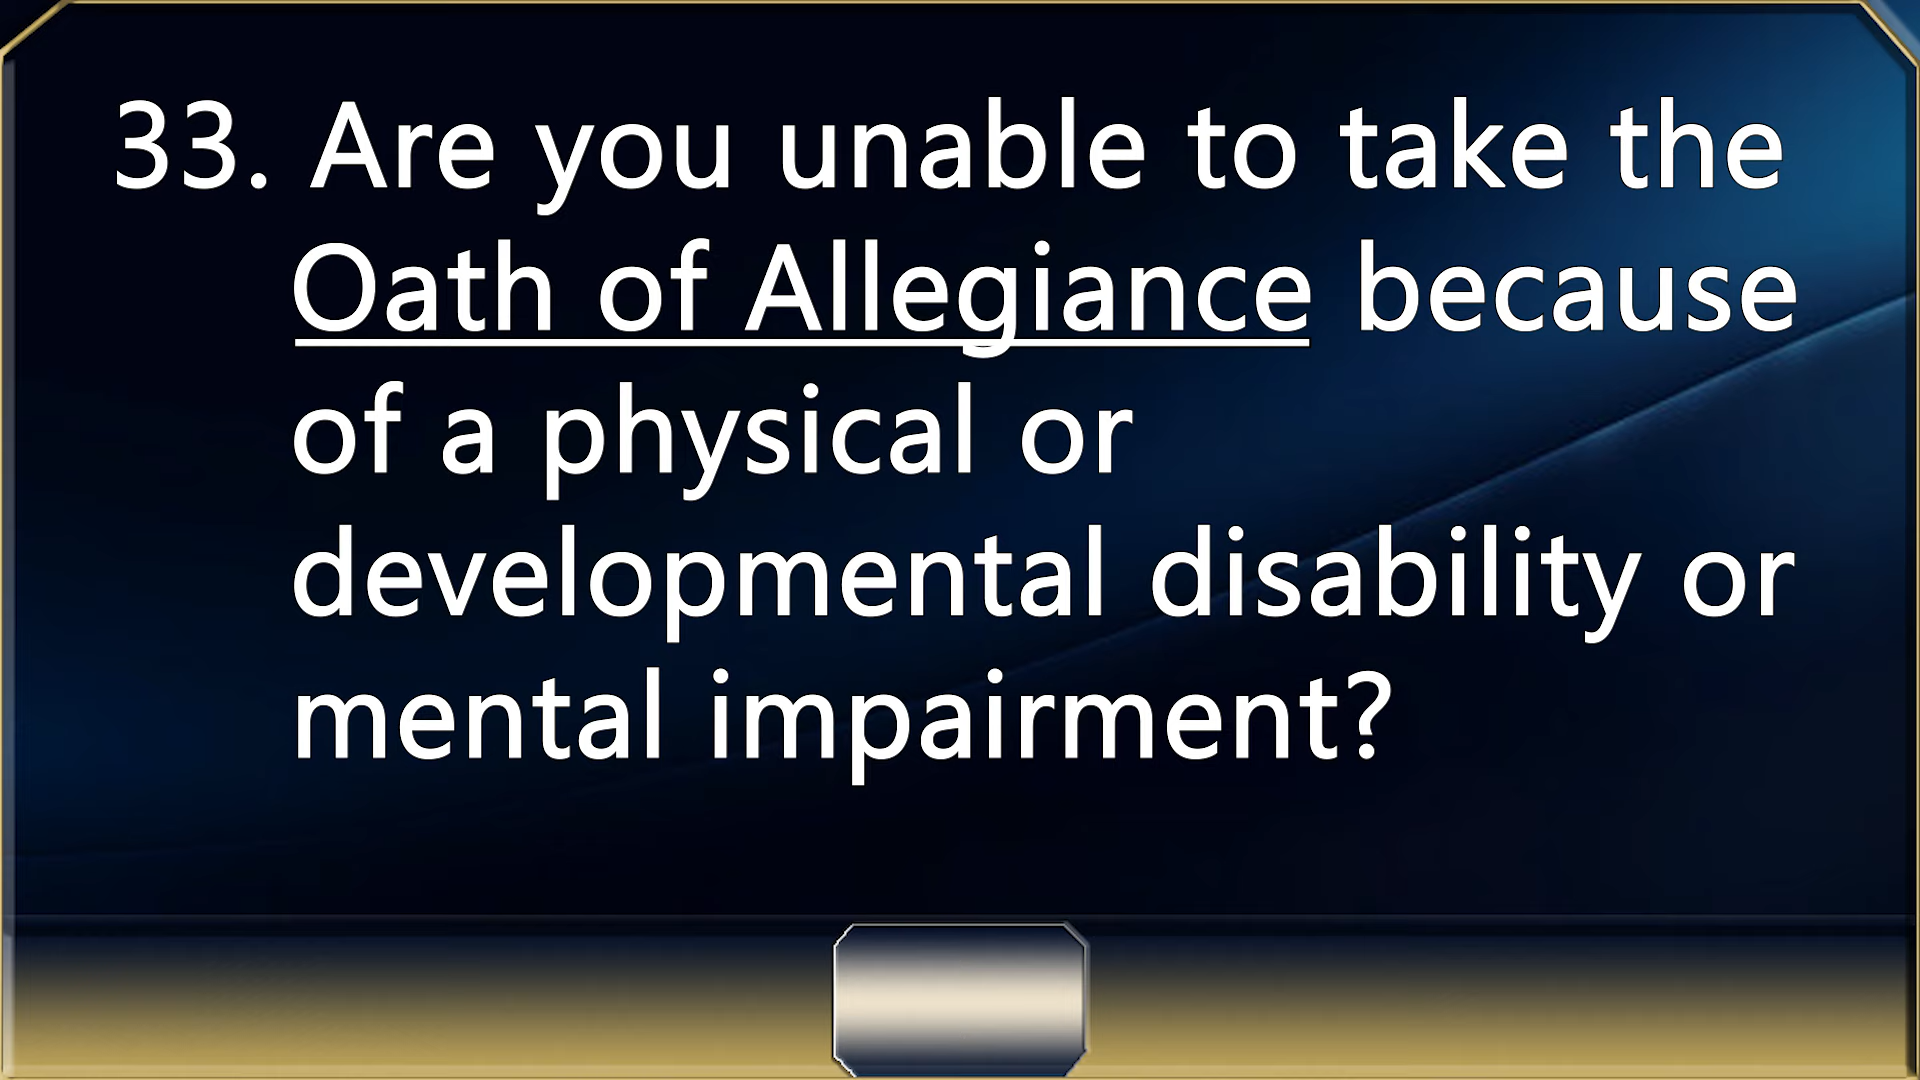 33. Are you unable to take the
Oath of Allegiance because
of a physical or
developmental disability or
mental impairment?